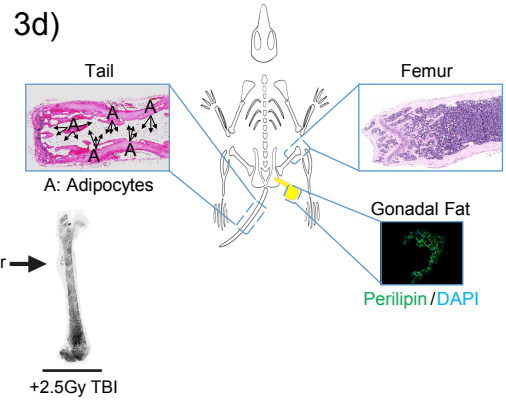 3d)
Tail
Femur
A A A
A A
A: Adipocytes
Gonadal Fat
Perilipin/DAPI
r
+2.5Gy TBI